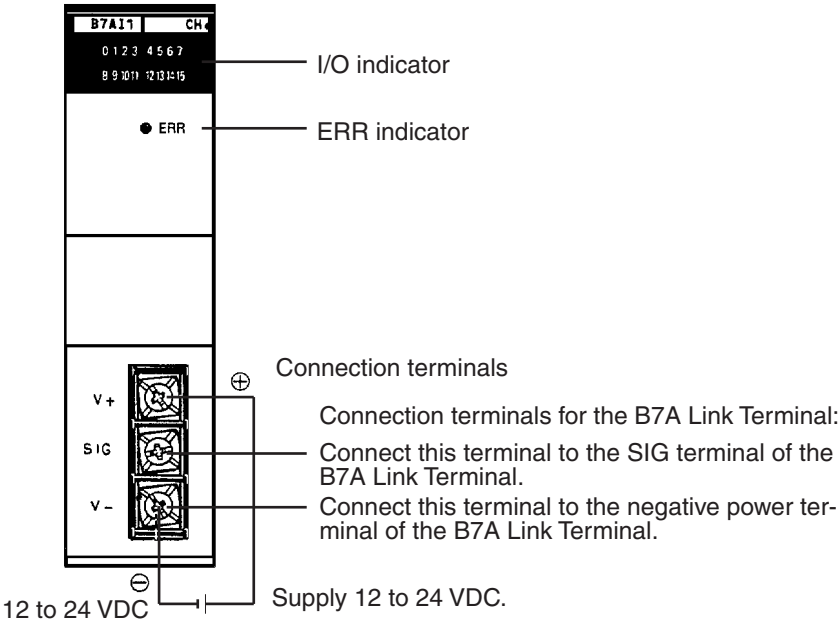 B7AI1 CH
0 1 2 3 4 5 6 7
8 9 10 11 12 13 14 15
I/O indicator
ERR
ERR indicator
Connection terminals
V+
Connection terminals for the B7A Link Terminal:
SIG
Connect this terminal to the SIG terminal of the
B7A Link Terminal.
V–
Connect this terminal to the negative power ter-
minal of the B7A Link Terminal.
12 to 24 VDC
Supply 12 to 24 VDC.